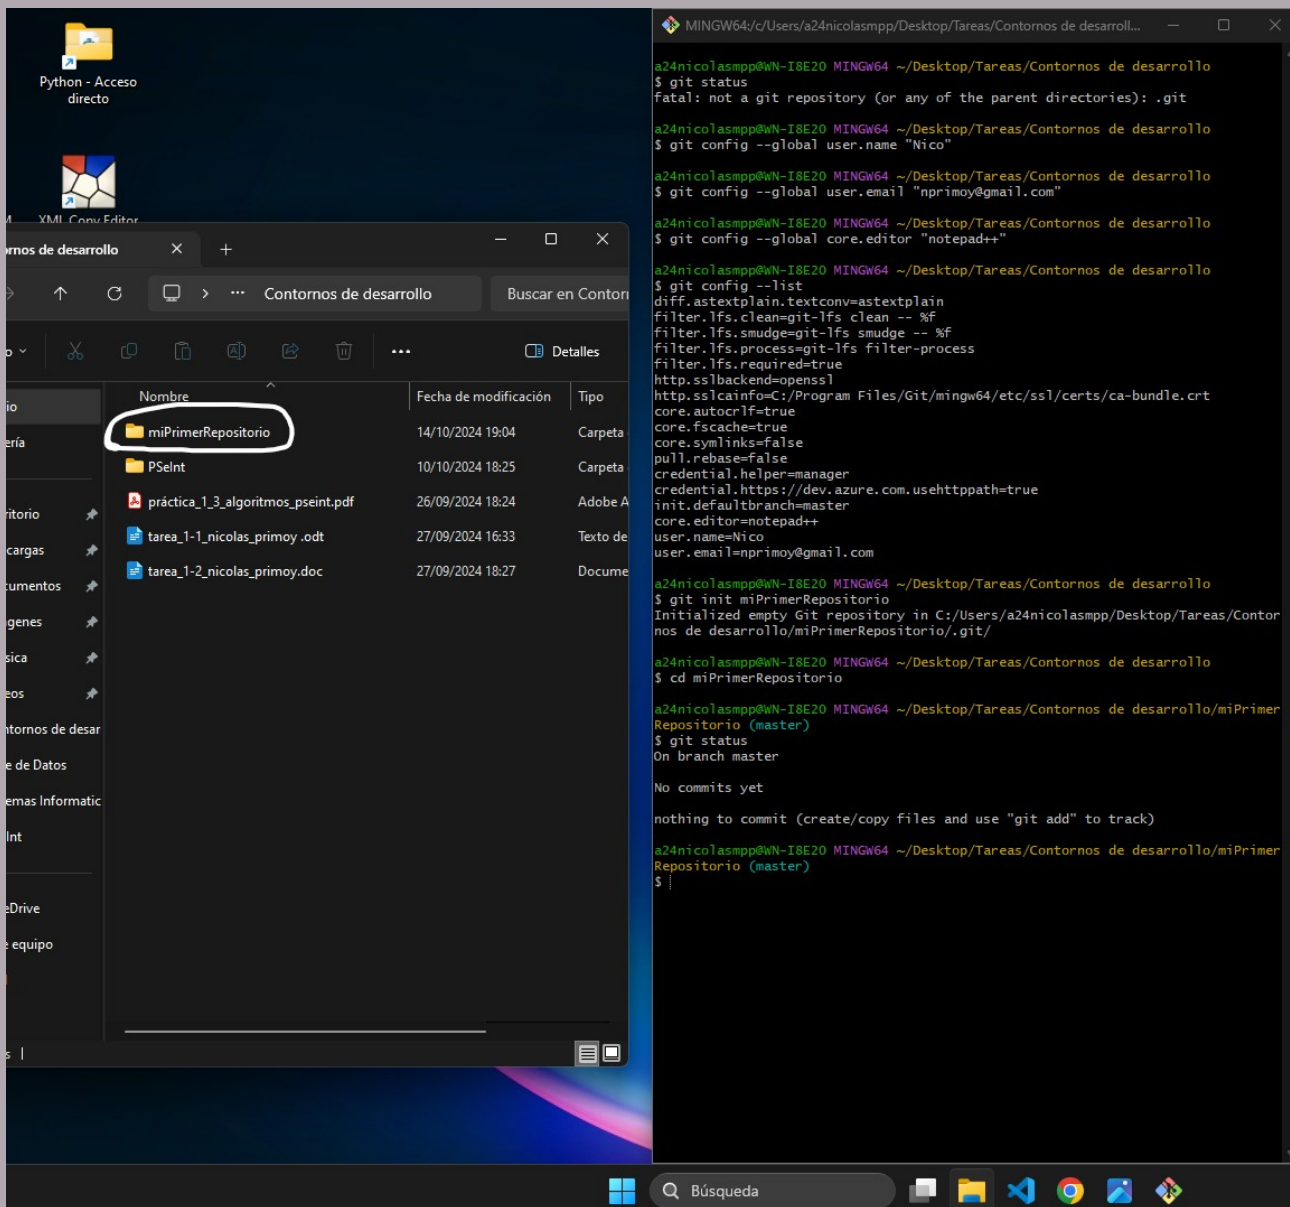 Python - Acceso
directo
XML Copy Editor
rnos de desarrollo
Contornos de desarrollo
Buscar en Contorn
Detalles
Nombre
Fecha de modificación
Tipo
miPrimerRepositorio 14/10/2024 19:04 Carpeta
PSeInt 10/10/2024 18:25 Carpeta
práctica_1_3_algoritmos_pseint.pdf 26/09/2024 18:24 Adobe A
tarea_1-1_nicolas_primoy .odt 27/09/2024 16:33 Texto de
tarea_1-2_nicolas_primoy.doc 27/09/2024 18:27 Docume
io
ería
ritorio
cargas
cumentos
genes
sica
eos
ntornos de desar
e de Datos
emas Informatic
Int
eDrive
e equipo
MINGW64:/c/Users/a24nicolasmpp/Desktop/Tareas/Contornos de desarroll...
a24nicolasmpp@WN-I8E20 MINGW64 ~/Desktop/Tareas/Contornos de desarrollo
$ git status
fatal: not a git repository (or any of the parent directories): .git
a24nicolasmpp@WN-I8E20 MINGW64 ~/Desktop/Tareas/Contornos de desarrollo
$ git config --global user.name "Nico"
a24nicolasmpp@WN-I8E20 MINGW64 ~/Desktop/Tareas/Contornos de desarrollo
$ git config --global user.email "nprimoy@gmail.com"
a24nicolasmpp@WN-I8E20 MINGW64 ~/Desktop/Tareas/Contornos de desarrollo
$ git config --global core.editor "notepad++"
a24nicolasmpp@WN-I8E20 MINGW64 ~/Desktop/Tareas/Contornos de desarrollo
$ git config --list
diff.astextplain.textconv=astextplain
filter.lfs.clean=git-lfs clean -- %f
filter.lfs.smudge=git-lfs smudge -- %f
filter.lfs.process=git-lfs filter-process
filter.lfs.required=true
http.sslbackend=openssl
http.sslcainfo=C:/Program Files/Git/mingw64/etc/ssl/certs/ca-bundle.crt
core.autocrlf=true
core.fscache=true
core.symlinks=false
pull.rebase=false
credential.helper=manager
credential.https://dev.azure.com.usehttppath=true
init.defaultbranch=master
core.editor=notepad++
user.name=Nico
user.email=nprimoy@gmail.com
a24nicolasmpp@WN-I8E20 MINGW64 ~/Desktop/Tareas/Contornos de desarrollo
$ git init miPrimerRepositorio
Initialized empty Git repository in C:/Users/a24nicolasmpp/Desktop/Tareas/Contor
nos de desarrollo/miPrimerRepositorio/.git/
a24nicolasmpp@WN-I8E20 MINGW64 ~/Desktop/Tareas/Contornos de desarrollo
$ cd miPrimerRepositorio
a24nicolasmpp@WN-I8E20 MINGW64 ~/Desktop/Tareas/Contornos de desarrollo/miPrimer
Repositorio (master)
$ git status
On branch master
No commits yet
nothing to commit (create/copy files and use "git add" to track)
a24nicolasmpp@WN-I8E20 MINGW64 ~/Desktop/Tareas/Contornos de desarrollo/miPrimer
Repositorio (master)
$
Búsqueda